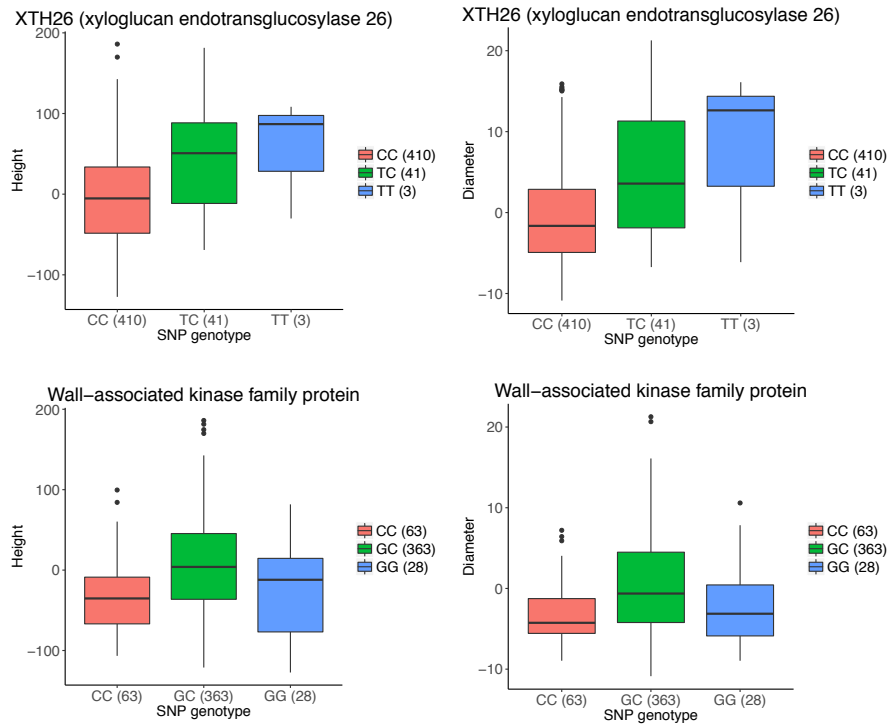 XTH26 (xyloglucan endotransglucosylase 26)
200
100
0
−100
Height
CC (410)
TC (41)
TT (3)
CC (410) TC (41) TT (3)
SNP genotype
XTH26 (xyloglucan endotransglucosylase 26)
20
10
0
−10
Diameter
CC (410)
TC (41)
TT (3)
CC (410) TC (41) TT (3)
SNP genotype
Wall−associated kinase family protein
200
100
0
−100
Height
CC (63)
GC (363)
GG (28)
CC (63) GC (363) GG (28)
SNP genotype
Wall−associated kinase family protein
20
10
0
−10
Diameter
CC (63)
GC (363)
GG (28)
CC (63) GC (363) GG (28)
SNP genotype